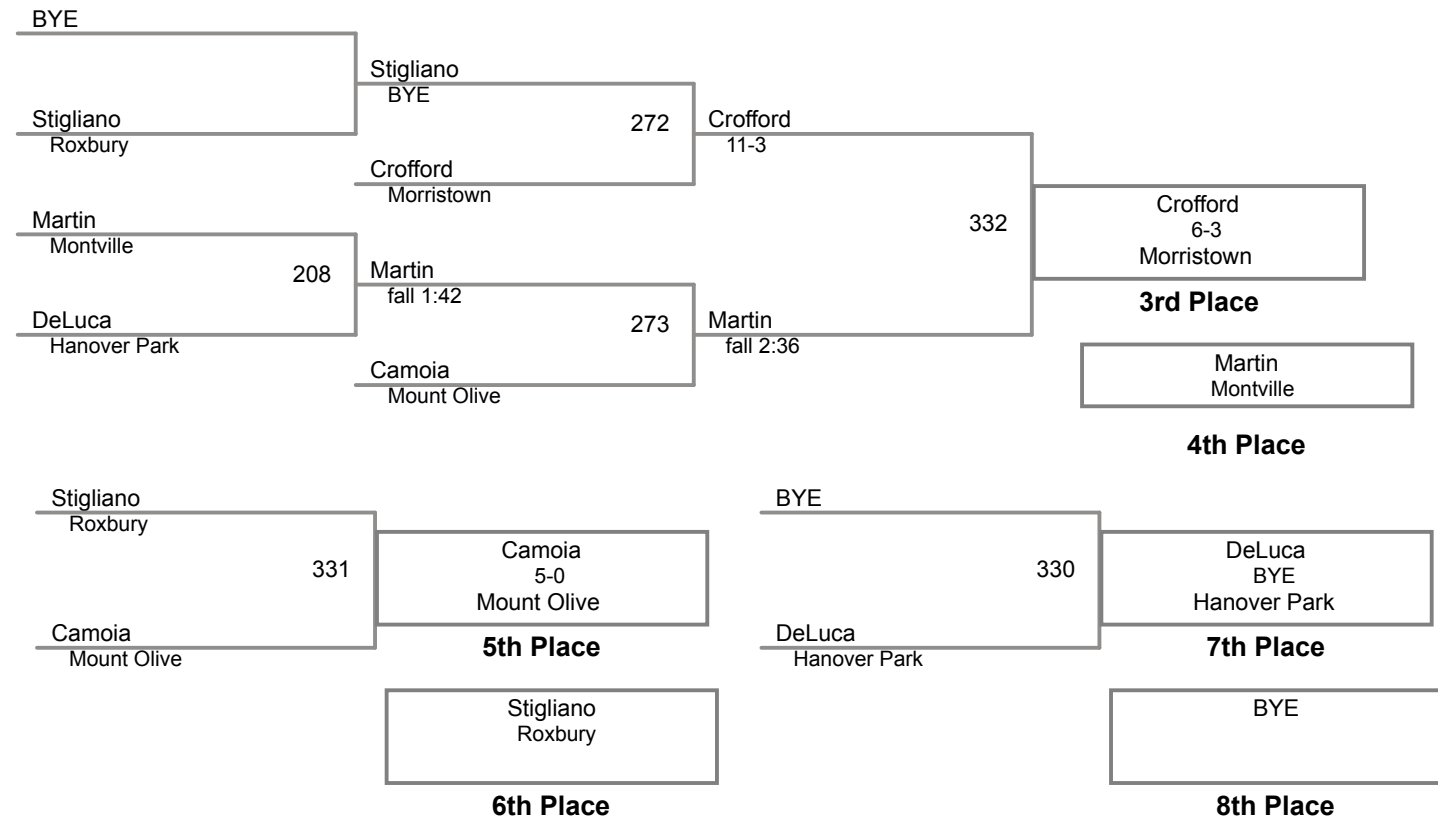 BYE
Stigliano
BYE
Stigliano
Roxbury
272
Crofford
11-3
Crofford
Morristown
Martin
Montville
332
Crofford
6-3
Morristown
208
Martin
fall 1:42
3rd Place
DeLuca
Hanover Park
273
Martin
fall 2:36
Camoia
Mount Olive
Martin
Montville
4th Place
Stigliano
Roxbury
331
Camoia
5-0
Mount Olive
Camoia
Mount Olive
5th Place
Stigliano
Roxbury
6th Place
BYE
330
DeLuca
BYE
Hanover Park
DeLuca
Hanover Park
7th Place
BYE
8th Place